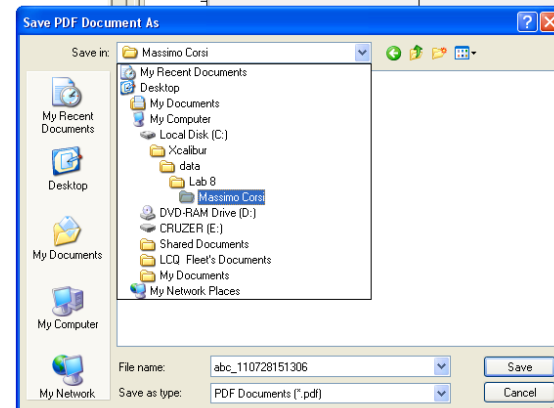 Save PDF Document As
Save in: Massimo Corsi
My Recent Documents
Desktop
My Documents
My Computer
Local Disk (C:)
Xcalibur
data
Lab 8
Massimo Corsi
DVD-RAM Drive (D:)
CRUZER (E:)
Shared Documents
LCQ Fleet's Documents
My Documents
My Network Places
My Recent
Documents
Desktop
My Documents
My Computer
My Network
File name: abc_110728151306 Save
Save as type: PDF Documents (*.pdf) Cancel